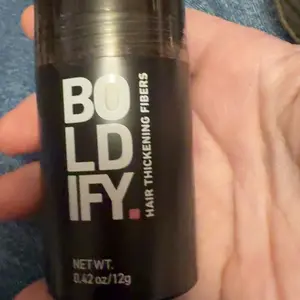 BO
LD
IFY.
HAIR THICKENING FIBERS
NET WT.
0.42 oz/12g